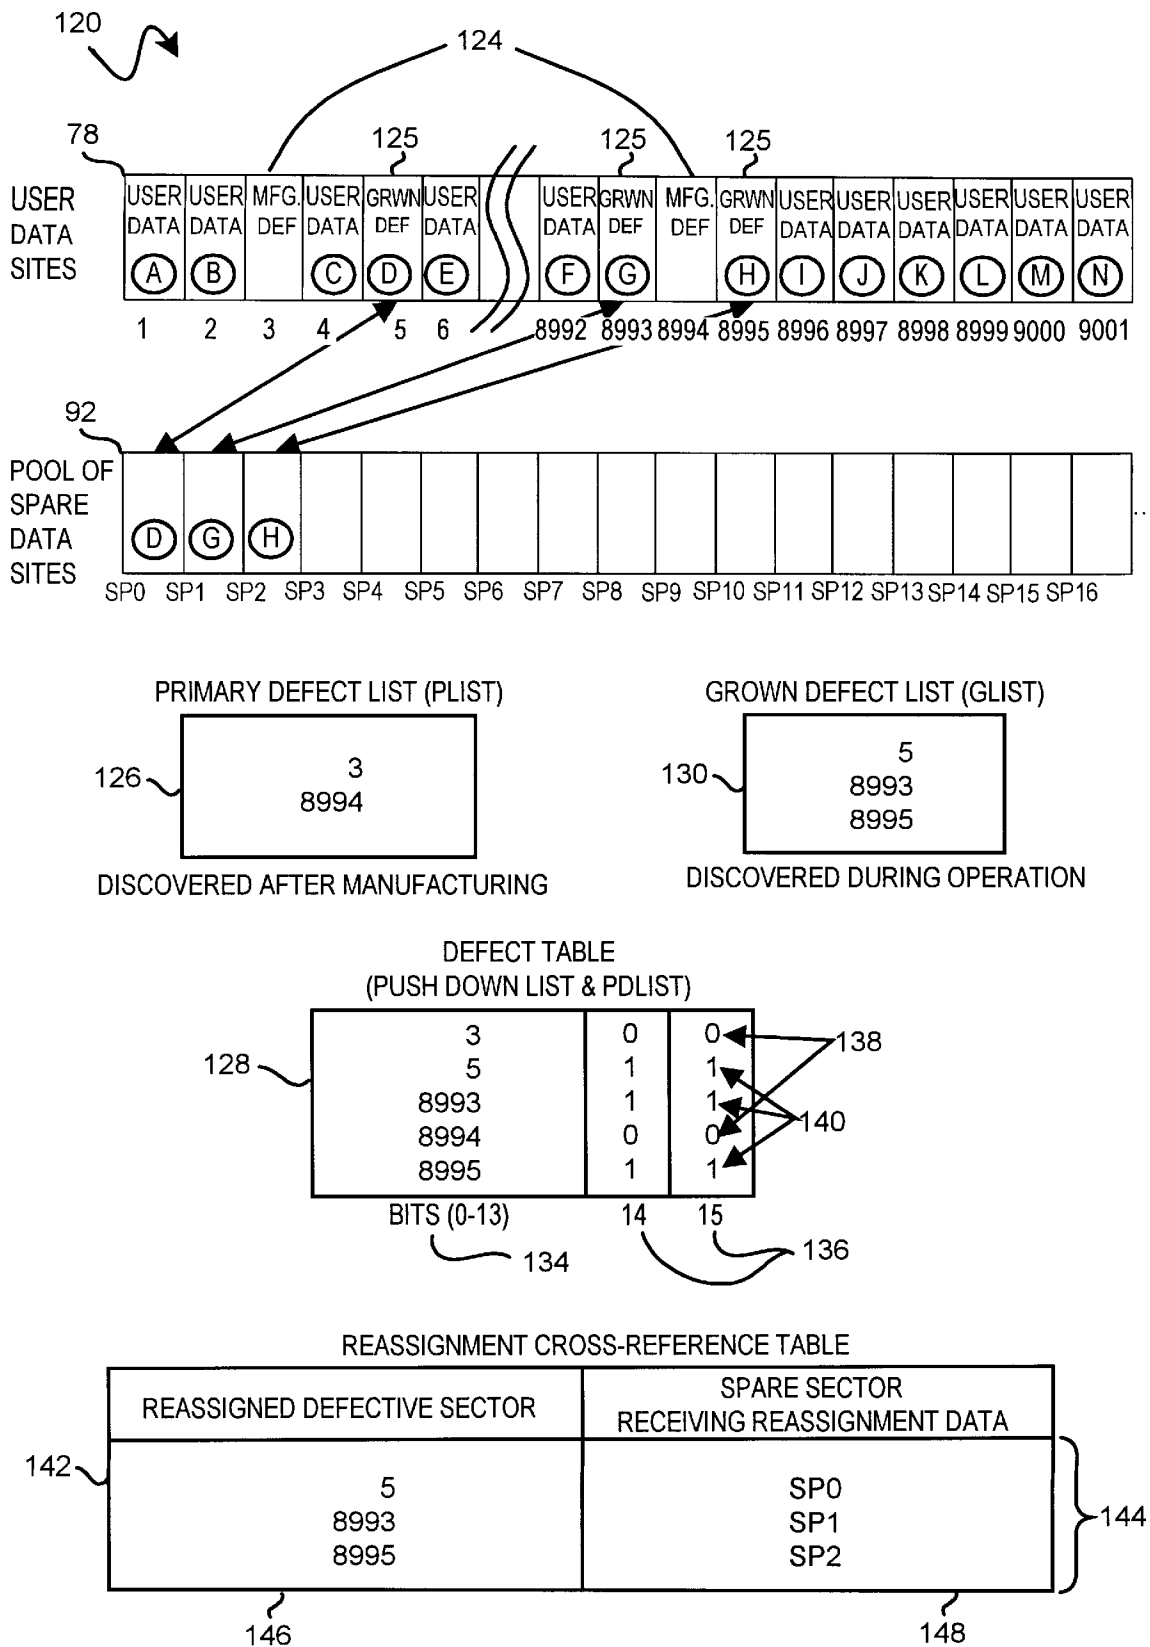 120
124
78
125
125
125
USER DATA SITES
USER DATA A
USER DATA B
MFG. DEF
USER DATA C
GRWN DEF D
USER DATA E
USER DATA F
GRWN DEF G
MFG. DEF
GRWN DEF H
USER DATA I
USER DATA J
USER DATA K
USER DATA L
USER DATA M
USER DATA N
1 2 3 4 5 6 8992 8993 8994 8995 8996 8997 8998 8999 9000 9001
92
POOL OF
SPARE
DATA
SITES
D G H
..
SP0 SP1 SP2 SP3 SP4 SP5 SP6 SP7 SP8 SP9 SP10 SP11 SP12 SP13 SP14 SP15 SP16
PRIMARY DEFECT LIST (PLIST)
126
3
8994
DISCOVERED AFTER MANUFACTURING
GROWN DEFECT LIST (GLIST)
130
5
8993
8995
DISCOVERED DURING OPERATION
DEFECT TABLE
(PUSH DOWN LIST & PDLIST)
128
3 0 0
5 1 1
8993 1 1
8994 0 0
8995 1 1
138
140
BITS (0-13) 14 15
134
136
REASSIGNMENT CROSS-REFERENCE TABLE
REASSIGNED DEFECTIVE SECTOR
SPARE SECTOR
RECEIVING REASSIGNMENT DATA
142
5 SP0
8993 SP1
8995 SP2
144
146
148